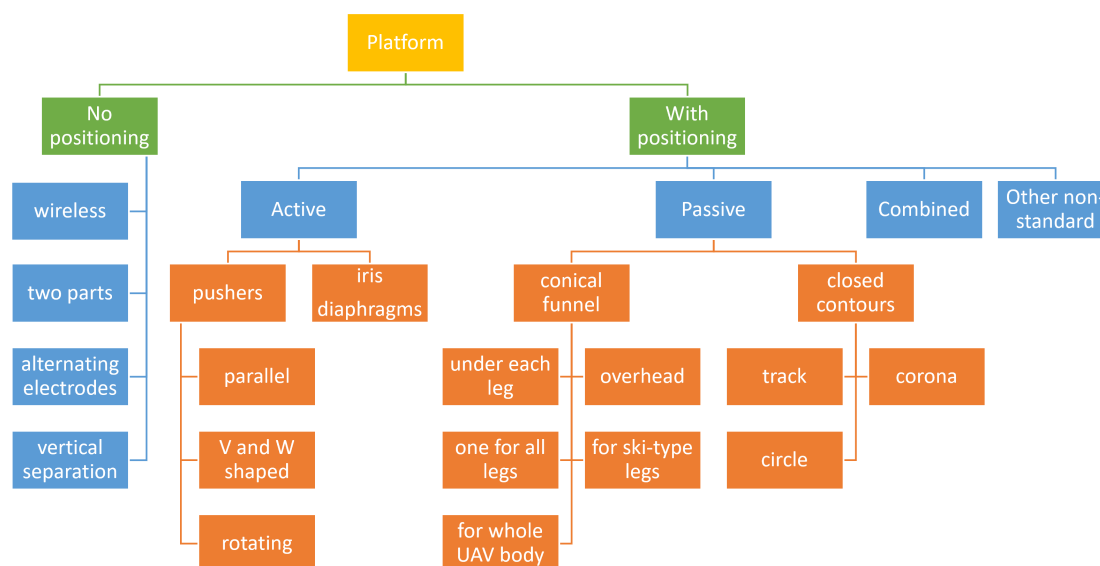 Platform
No
positioning
With
positioning
wireless
Active
Passive
Combined
Other non-
standard
two parts
pushers
iris
diaphragms
conical
funnel
closed
contours
alternating
electrodes
parallel
under each
leg
overhead
track
corona
vertical
separation
V and W
shaped
one for all
legs
for ski-type
legs
circle
rotating
for whole
UAV body